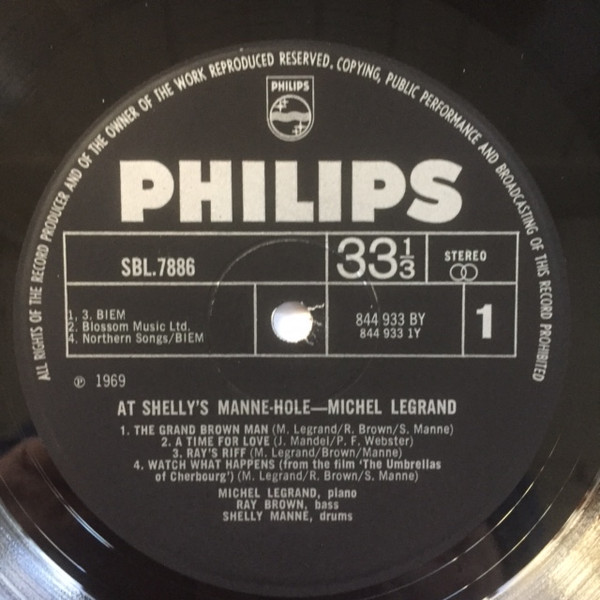 ALL RIGHTS OF THE RECORD PRODUCER AND OF THE OWNER OF THE WORK REPRODUCED RESERVED. COPYING, PUBLIC PERFORMANCE AND BROADCASTING OF THIS RECORD PROHIBITED
PHILIPS
PHILIPS
SBL.7886
33⅓
STEREO
1, 3. BIEM
2. Blossom Music Ltd.
4. Northern Songs/BIEM
844 933 BY
844 933 1Y
1
℗ 1969
AT SHELLY'S MANNE-HOLE—MICHEL LEGRAND
1. THE GRAND BROWN MAN (M. Legrand/R. Brown/S. Manne)
2. A TIME FOR LOVE (J. Mandel/P. F. Webster)
3. RAY'S RIFF (M. Legrand/Brown/Manne)
4. WATCH WHAT HAPPENS (from the film 'The Umbrellas
of Cherbourg') (M. Legrand/R. Brown/S. Manne)
MICHEL LEGRAND, piano
RAY BROWN, bass
SHELLY MANNE, drums